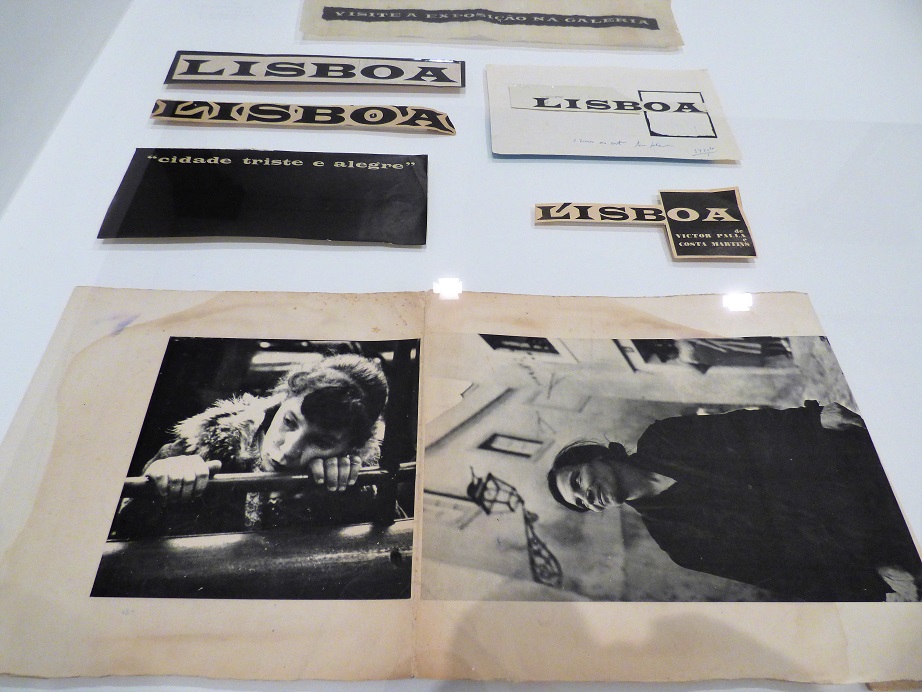 VISITE A EXPOSIÇÃO NA GALERIA
LISBOA
LISBOA
"cidade triste e alegre"
LISBOA
LISBOA
de
VICTOR PALLA
e
COSTA MARTINS